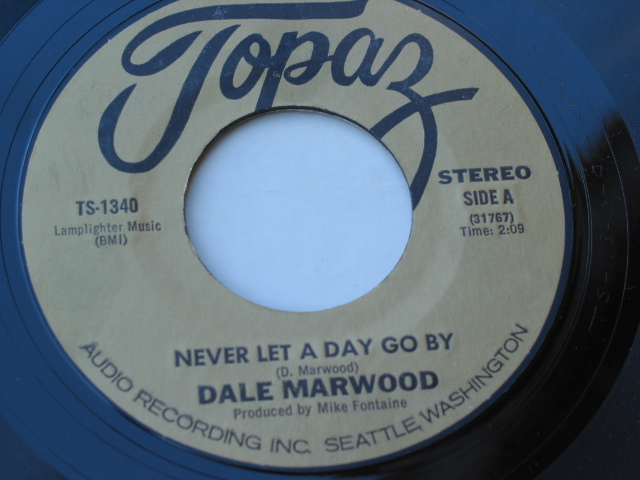 Topaz
STEREO
TS-1340
SIDE A
Lamplighter Music
(BMI)
(31767)
Time: 2:09
NEVER LET A DAY GO BY
(D. Marwood)
DALE MARWOOD
Produced by Mike Fontaine
AUDIO RECORDING INC. SEATTLE, WASHINGTON